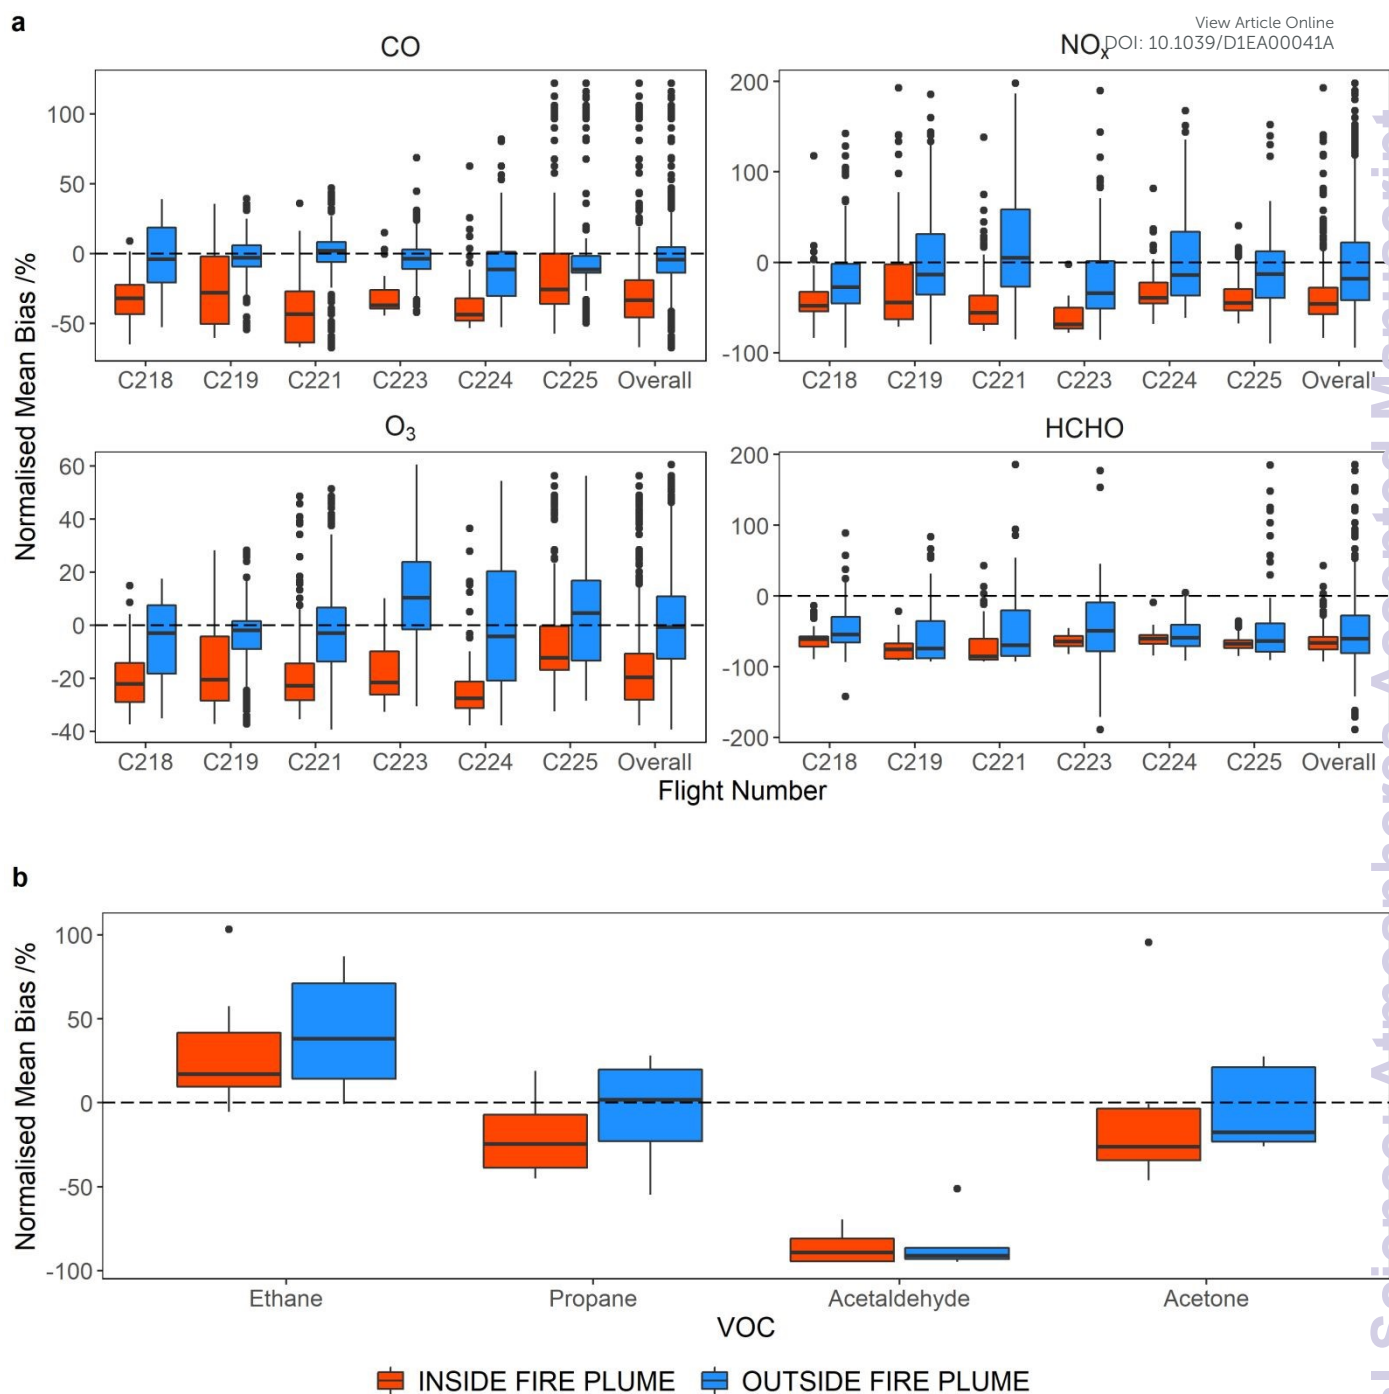 a
View Article Online
DOI: 10.1039/D1EA00041A
CO
NOx
Normalised Mean Bias /%
100
50
0
-50
C218 C219 C221 C223 C224 C225 Overall
200
100
0
-100
C218 C219 C221 C223 C224 C225 Overall
O3
HCHO
60
40
20
0
-20
-40
C218 C219 C221 C223 C224 C225 Overall
200
100
0
-100
-200
C218 C219 C221 C223 C224 C225 Overall
Flight Number
b
Normalised Mean Bias /%
100
50
0
-50
-100
Ethane Propane Acetaldehyde Acetone
VOC
INSIDE FIRE PLUME OUTSIDE FIRE PLUME